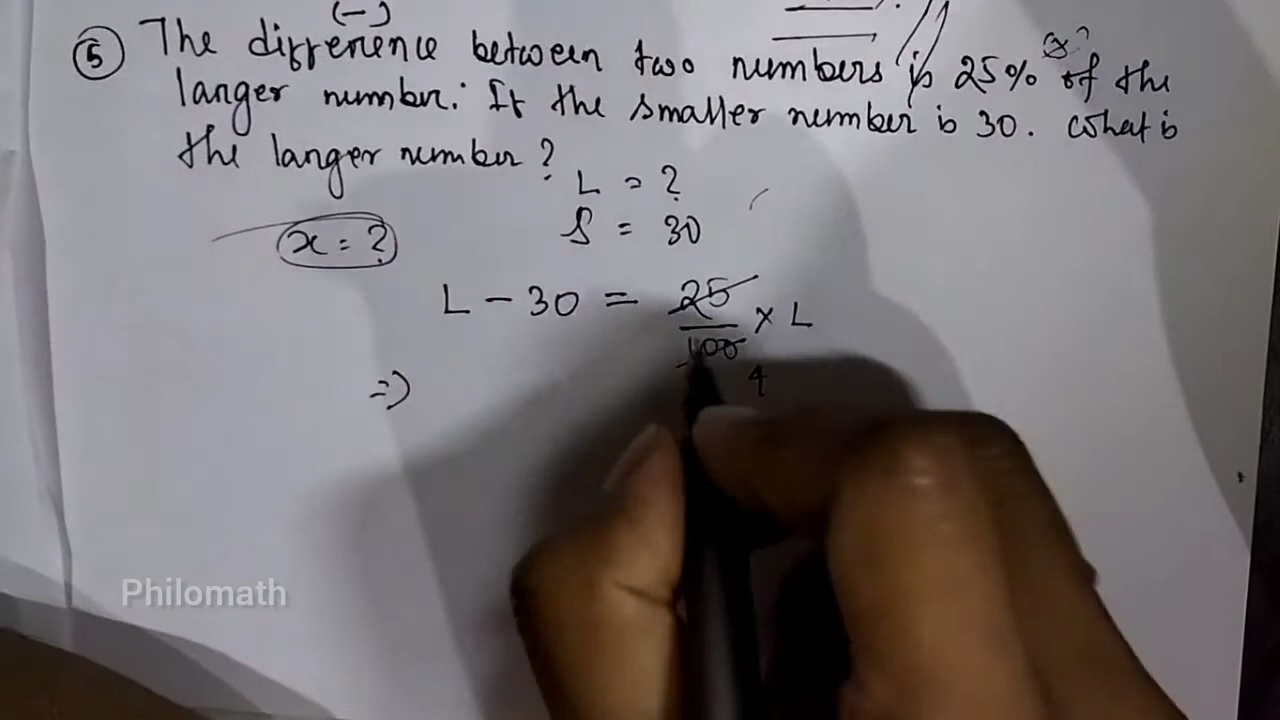 (-)
⑤ The difference between two numbers is 25% of the
larger number. If the smaller number is 30. What is
the larger number?
L = ?
S = 30
x = ?
L - 30 = 25/100 × L
4
=>
Philomath